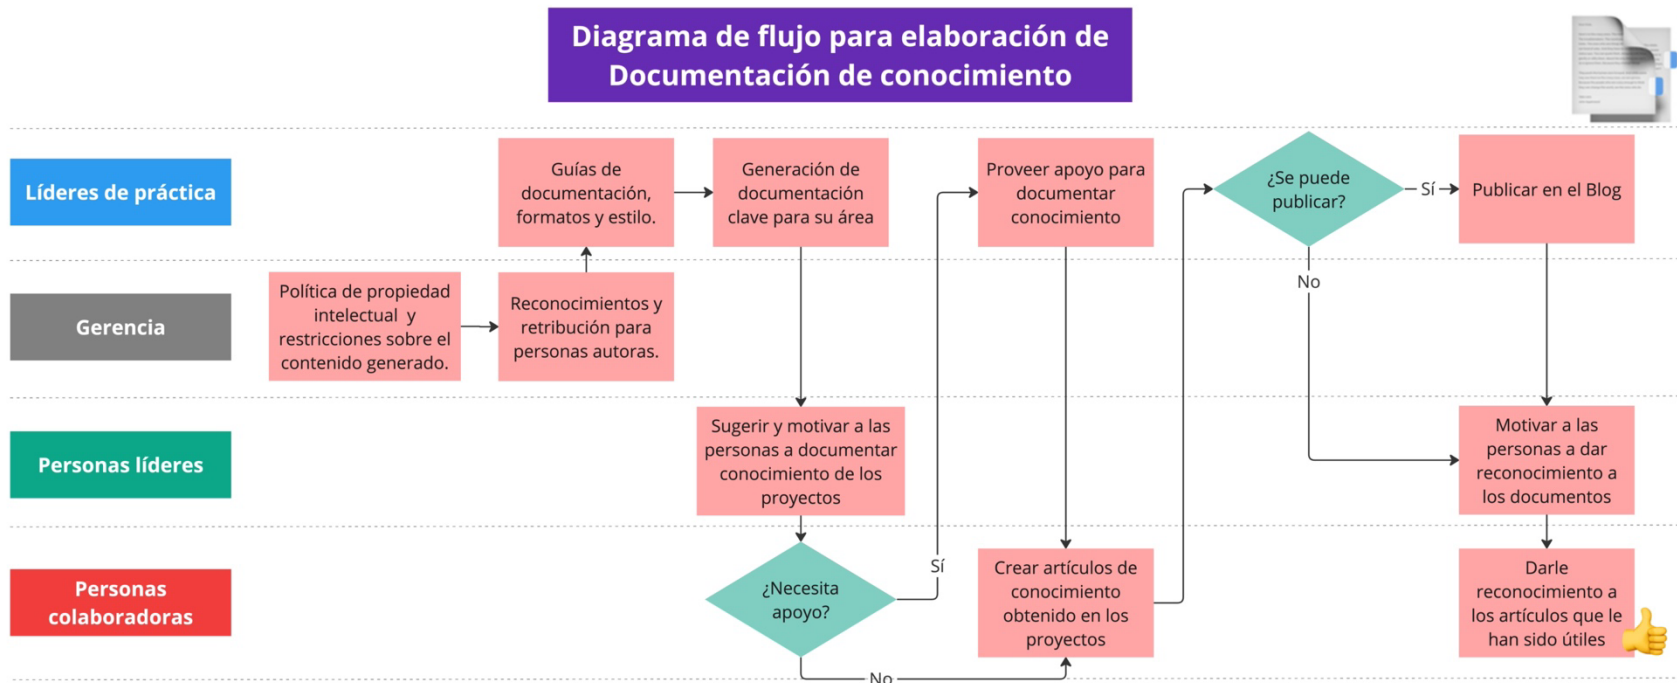 Diagrama de flujo para elaboración de
Documentación de conocimiento
Líderes de práctica
Guías de
documentación,
formatos y estilo.
Generación de
documentación
clave para su área
Proveer apoyo para
documentar
conocimiento
¿Se puede
publicar?
Sí
Publicar en el Blog
No
Gerencia
Política de propiedad
intelectual y
restricciones sobre el
contenido generado.
Reconocimientos y
retribución para
personas autoras.
Personas líderes
Sugerir y motivar a las
personas a documentar
conocimiento de los
proyectos
Motivar a las
personas a dar
reconocimiento a
los documentos
Personas
colaboradoras
¿Necesita
apoyo?
Sí
No
Crear artículos de
conocimiento
obtenido en los
proyectos
Darle
reconocimiento a
los artículos que le
han sido útiles